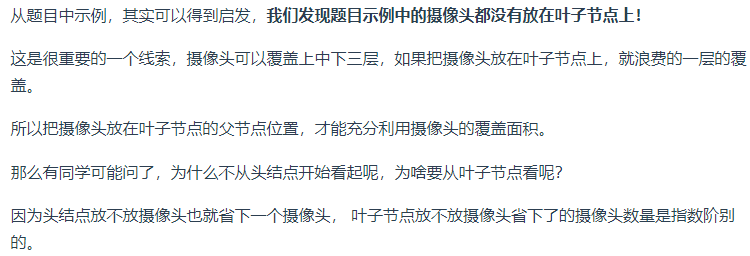 从题目中示例，其实可以得到启发，我们发现题目示例中的摄像头都没有放在叶子节点上！
这是很重要的一个线索，摄像头可以覆盖上中下三层，如果把摄像头放在叶子节点上，就浪费的一层的覆
盖。
所以把摄像头放在叶子节点的父节点位置，才能充分利用摄像头的覆盖面积。
那么有同学可能问了，为什么不从头结点开始看起呢，为啥要从叶子节点看呢？
因为头结点放不放摄像头也就省下一个摄像头， 叶子节点放不放摄像头省下了的摄像头数量是指数阶别
的。